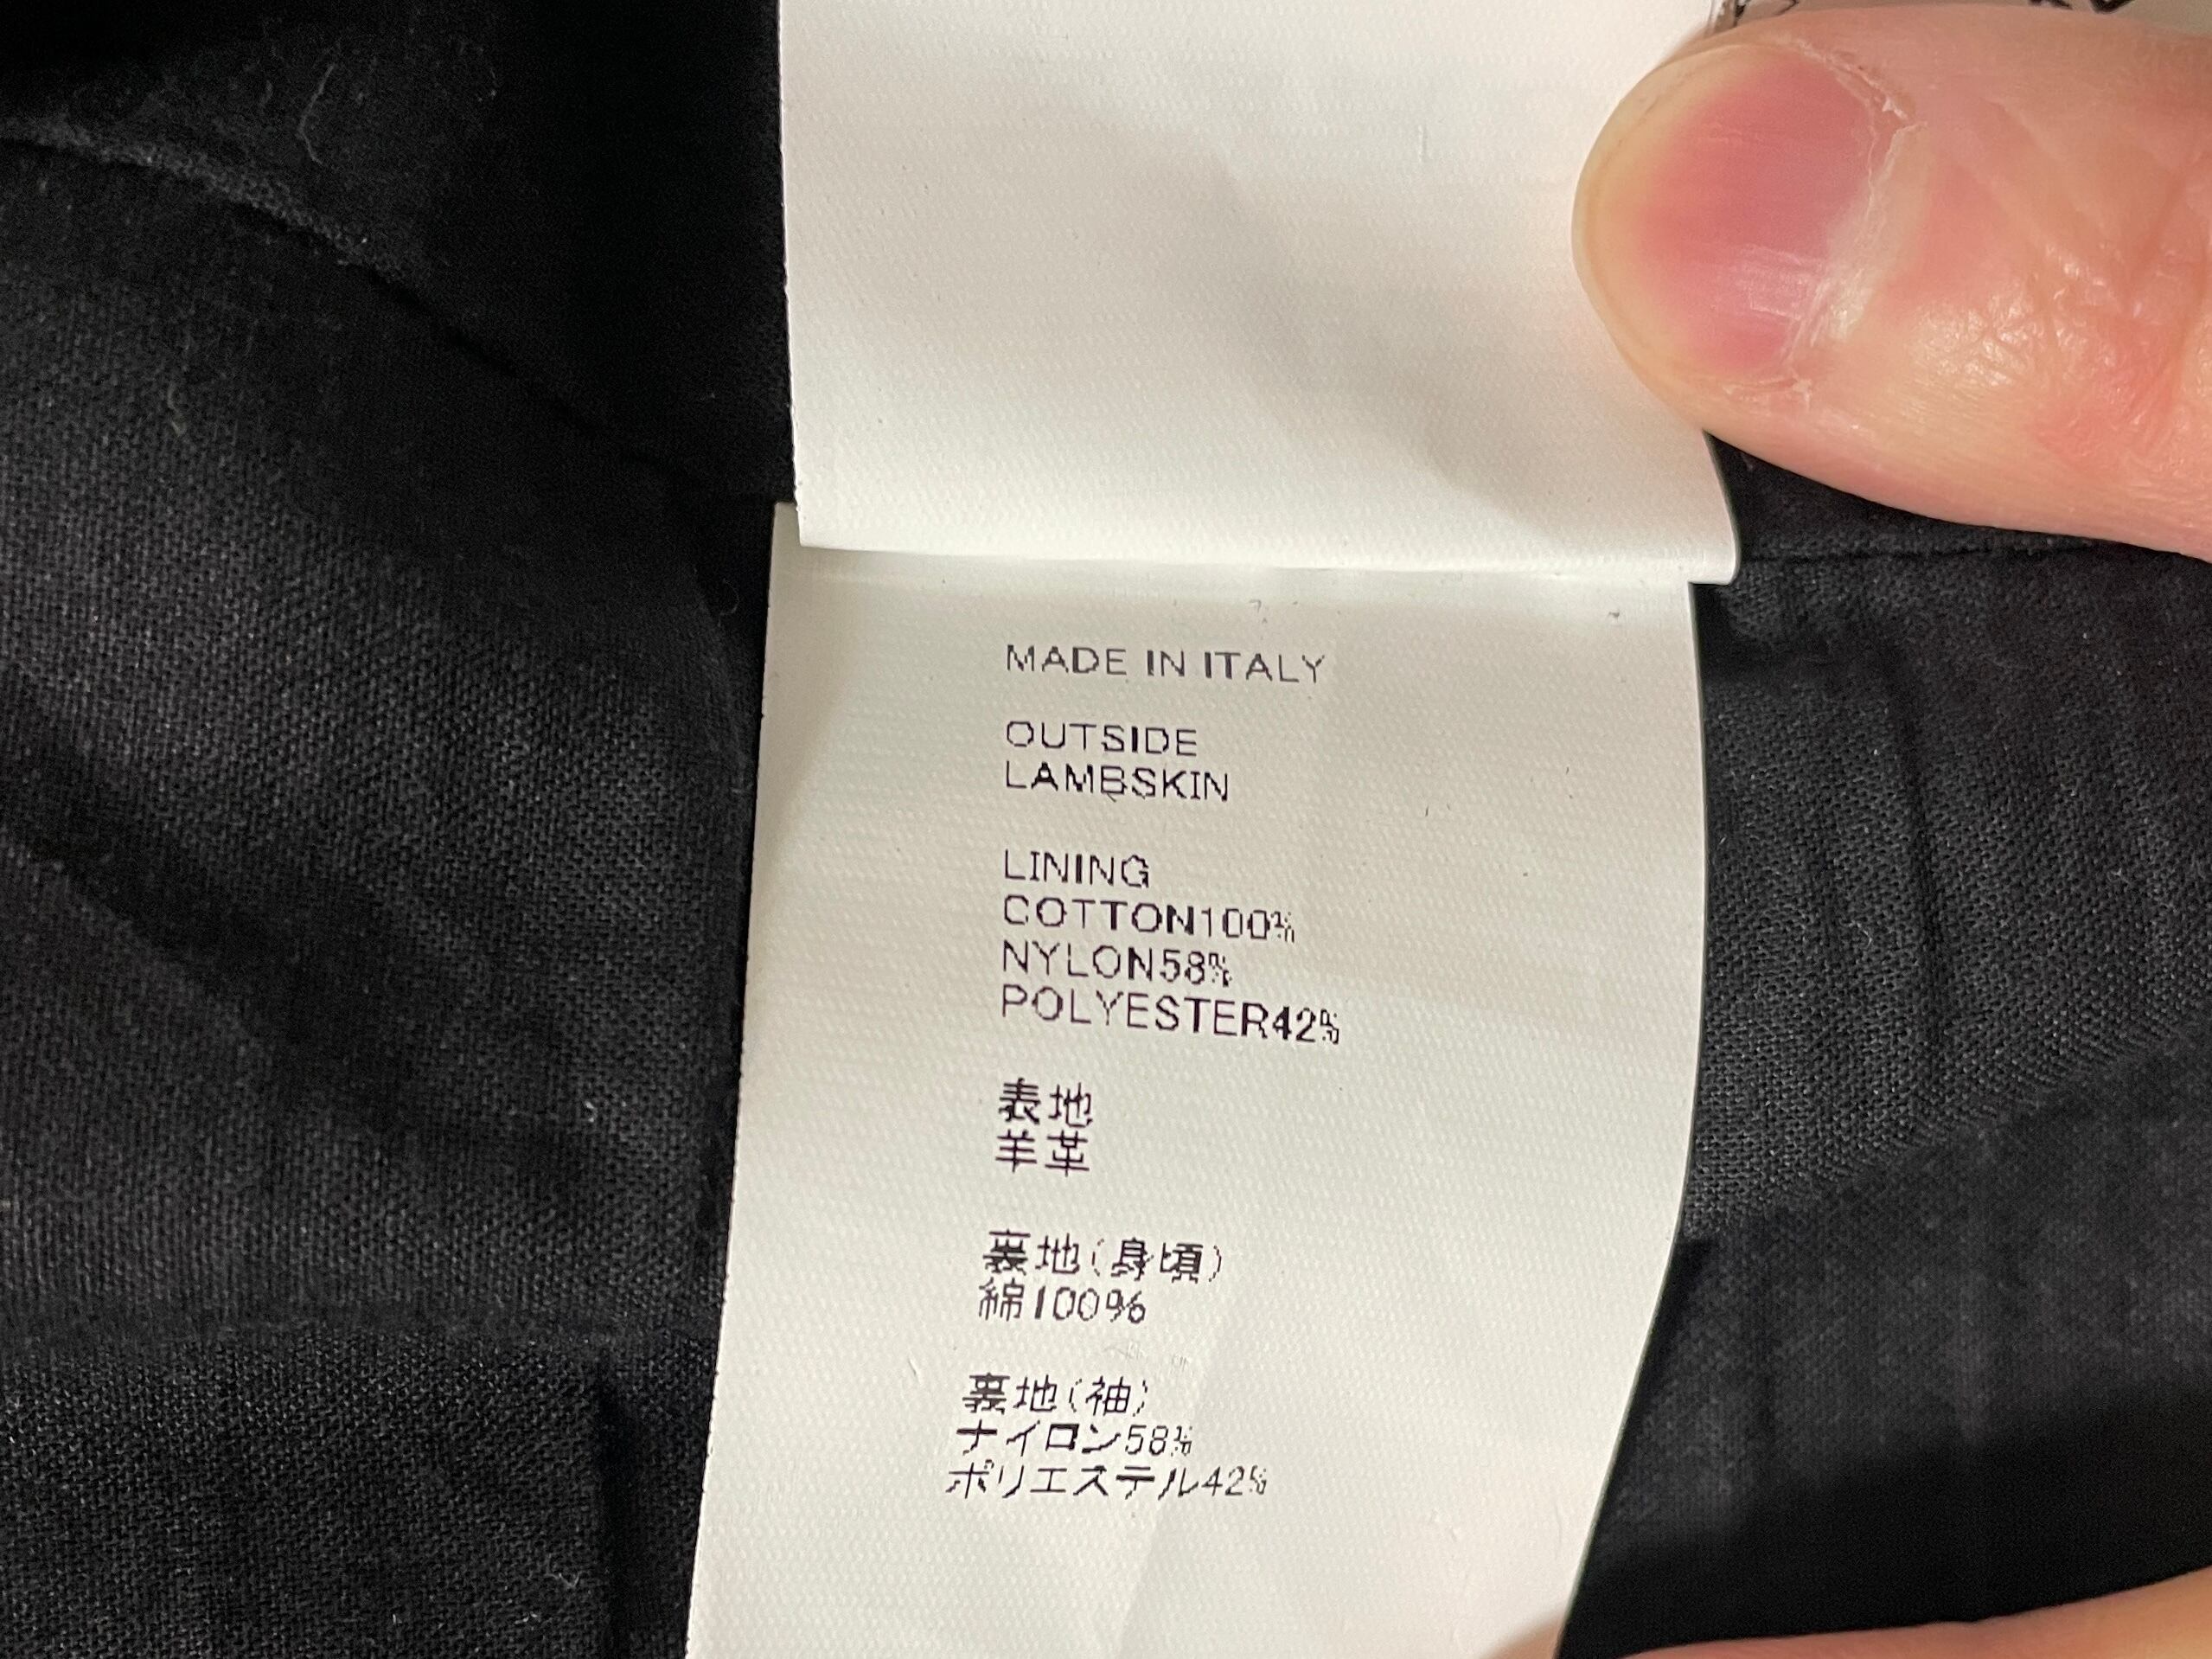 MADE IN ITALY
OUTSIDE
LAMBSKIN
LINING
COTTON100%
NYLON58%
POLYESTER42%
表地
羊革
裏地(身頃)
綿100%
裏地(袖)
ナイロン58%
ポリエステル42%